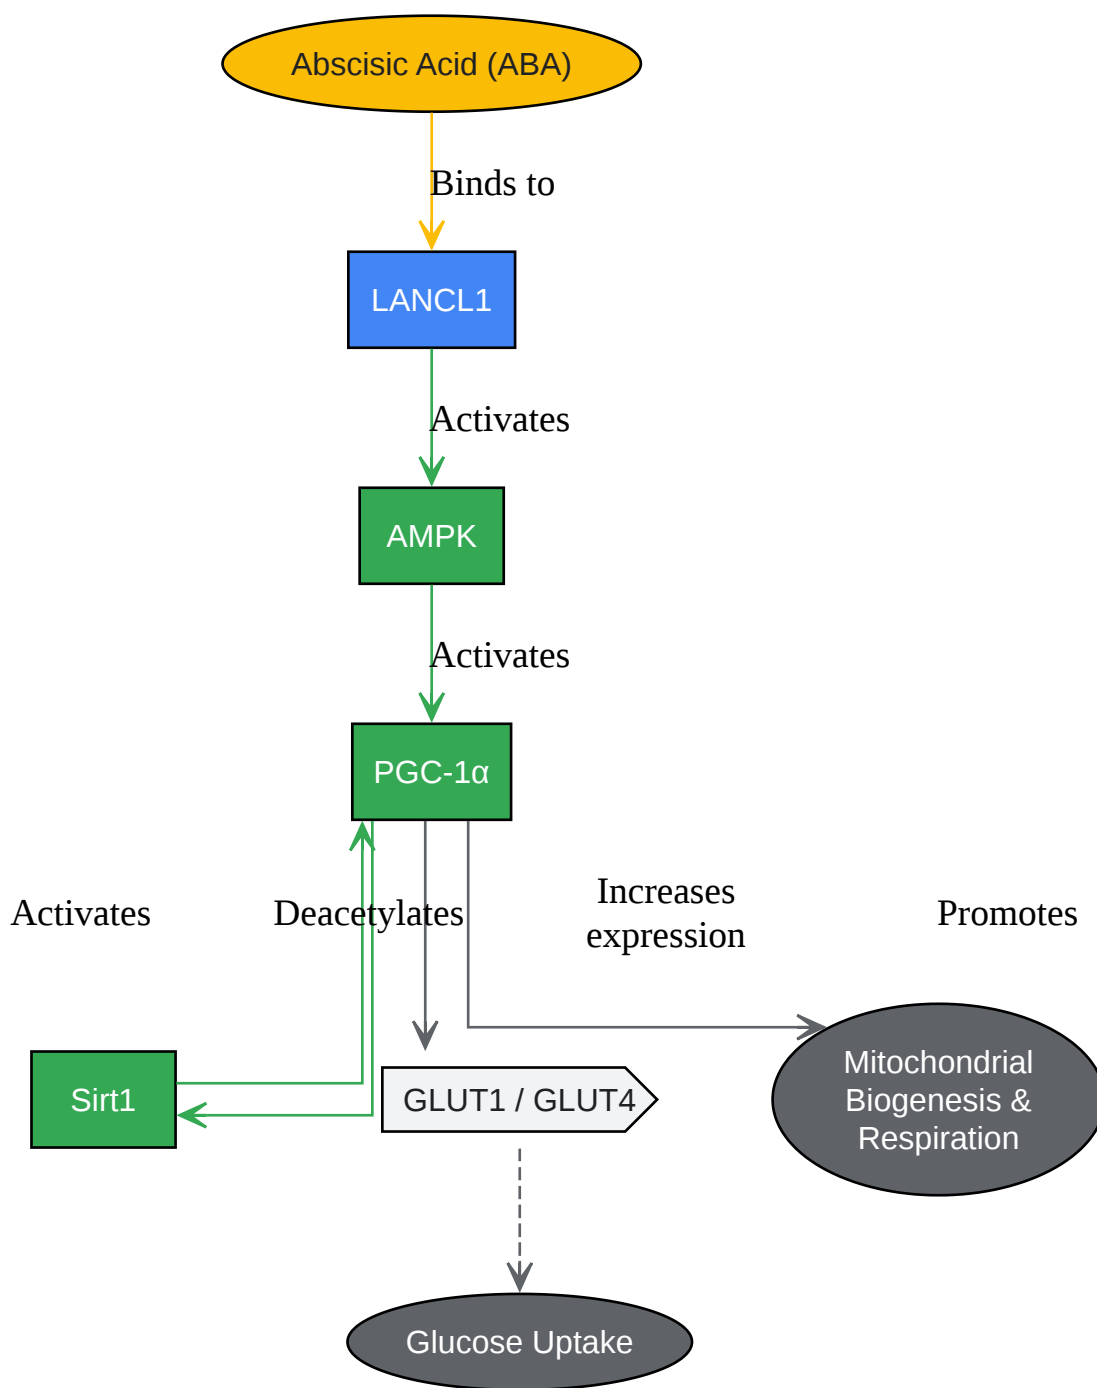 Abscisic Acid (ABA)
Binds to
LANCL1
Activates
AMPK
Activates
PGC-1α
Activates
Deacetylates
Increases
expression
Promotes
Sirt1
GLUT1 / GLUT4
Mitochondrial
Biogenesis &
Respiration
Glucose Uptake